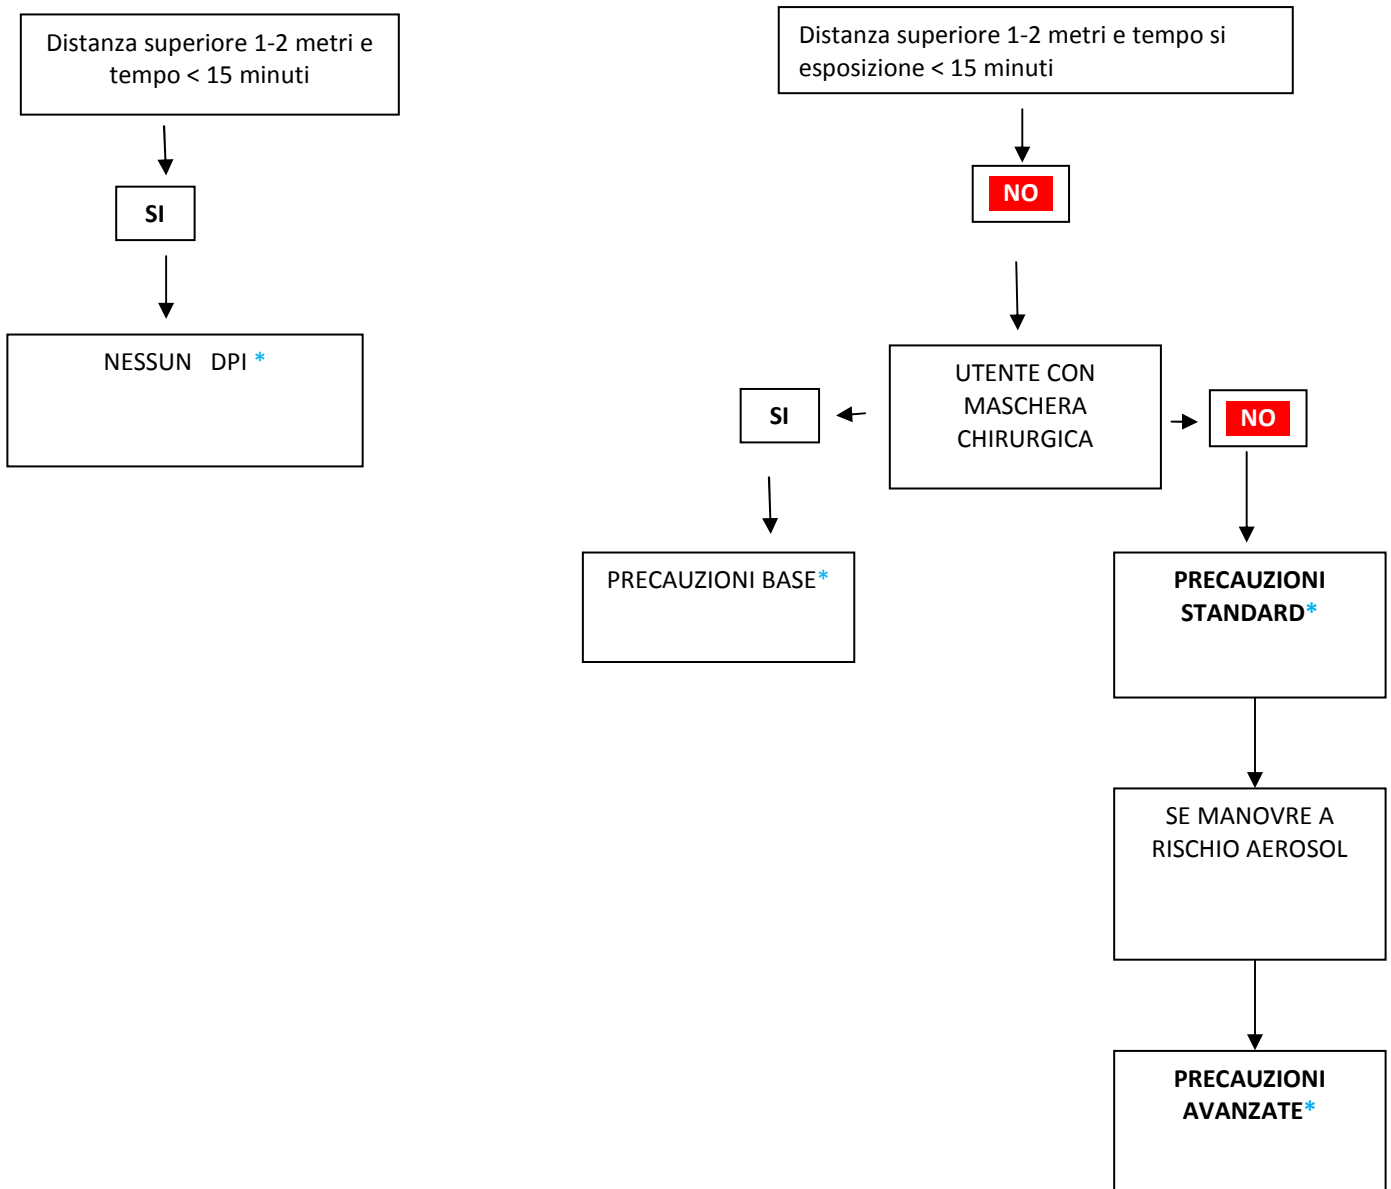 Distanza superiore 1-2 metri e
tempo < 15 minuti
SI
NESSUN DPI *
Distanza superiore 1-2 metri e tempo si
esposizione < 15 minuti
NO
UTENTE CON
MASCHERA
CHIRURGICA
SI
NO
PRECAUZIONI BASE*
PRECAUZIONI
STANDARD*
SE MANOVRE A
RISCHIO AEROSOL
PRECAUZIONI
AVANZATE*